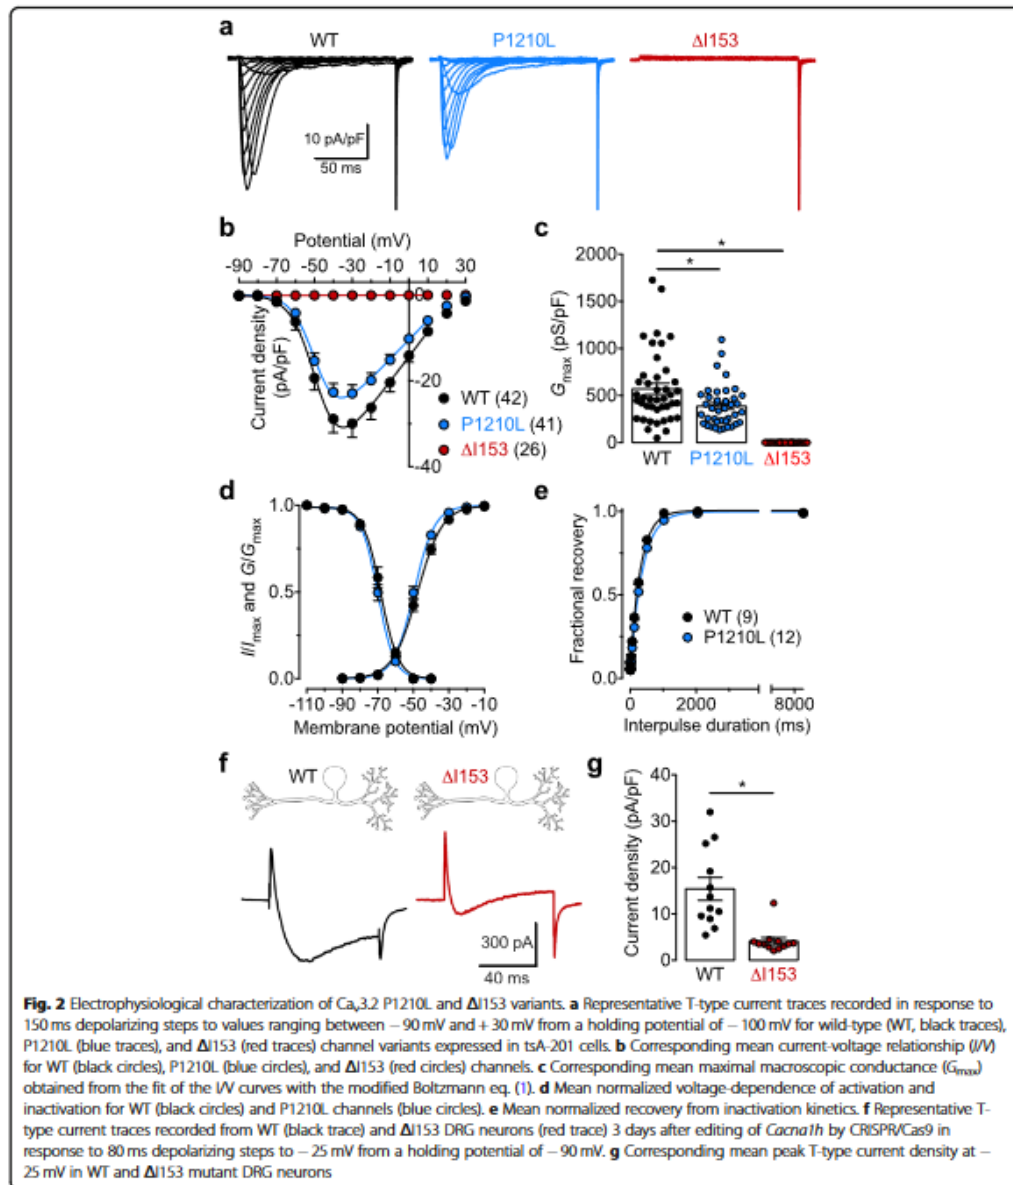 a
WT P1210L ΔI153
10 pA/pF
50 ms
b
Potential (mV)
-90 -70 -50 -30 -10 10 30
0
-20
-40
Current density
(pA/pF)
WT (42)
P1210L (41)
ΔI153 (26)
c
* 
*
2000
1500
1000
500
0
Gmax (pS/pF)
WT P1210L ΔI153
d
1.0
0.5
0.0
I/Imax and G/Gmax
-110 -90 -70 -50 -30 -10
Membrane potential (mV)
e
1.0
0.5
0.0
Fractional recovery
WT (9)
P1210L (12)
0 2000 8000
Interpulse duration (ms)
f
WT ΔI153
300 pA
40 ms
g
*
40
30
20
10
0
Current density (pA/pF)
WT ΔI153
Fig. 2 Electrophysiological characterization of Cav3.2 P1210L and ΔI153 variants. a Representative T-type current traces recorded in response to
150 ms depolarizing steps to values ranging between − 90 mV and + 30 mV from a holding potential of − 100 mV for wild-type (WT, black traces),
P1210L (blue traces), and ΔI153 (red traces) channel variants expressed in tsA-201 cells. b Corresponding mean current-voltage relationship (I/V)
for WT (black circles), P1210L (blue circles), and ΔI153 (red circles) channels. c Corresponding mean maximal macroscopic conductance (Gmax)
obtained from the fit of the I/V curves with the modified Boltzmann eq. (1). d Mean normalized voltage-dependence of activation and
inactivation for WT (black circles) and P1210L channels (blue circles). e Mean normalized recovery from inactivation kinetics. f Representative T-
type current traces recorded from WT (black trace) and ΔI153 DRG neurons (red trace) 3 days after editing of Cacna1h by CRISPR/Cas9 in
response to 80 ms depolarizing steps to − 25 mV from a holding potential of − 90 mV. g Corresponding mean peak T-type current density at −
25 mV in WT and ΔI153 mutant DRG neurons